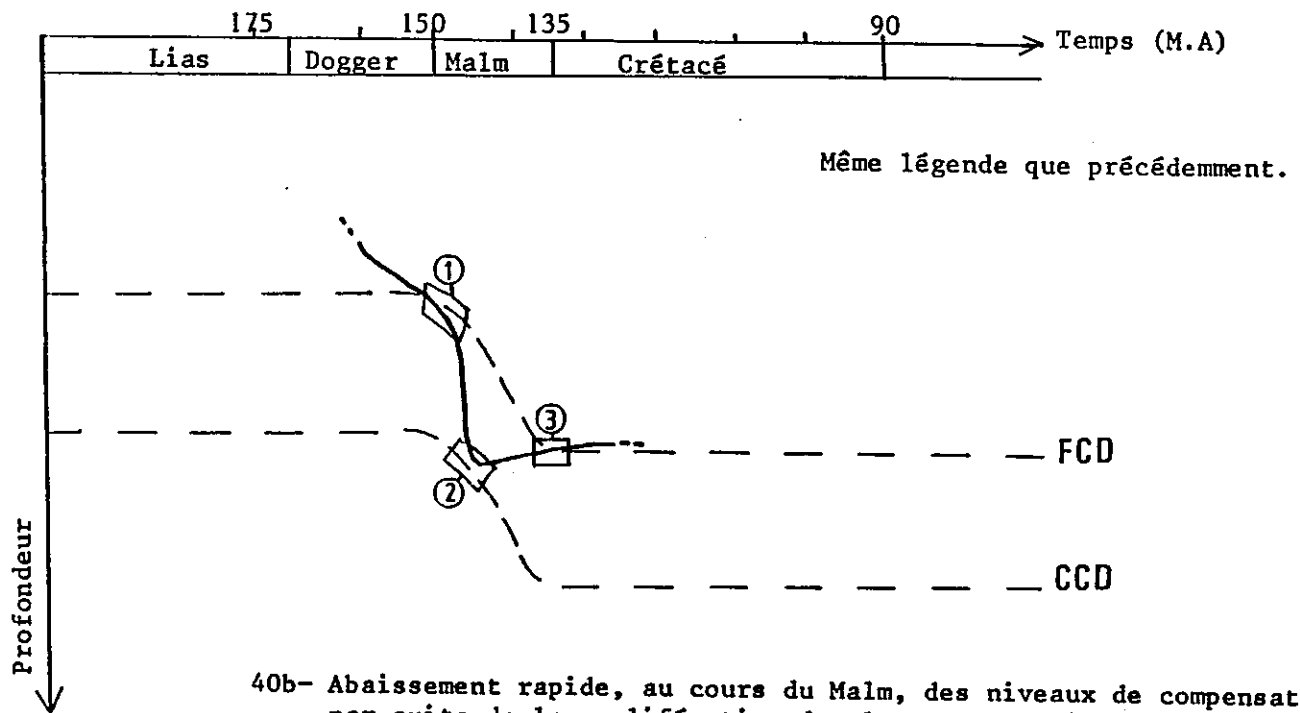 175 150 135 90
Temps (M.A)
Lias Dogger Malm Crétacé
Même légende que précédemment.
1
3
FCD
2
CCD
Profondeur
40b- Abaissement rapide, au cours du Malm, des niveaux de compensat